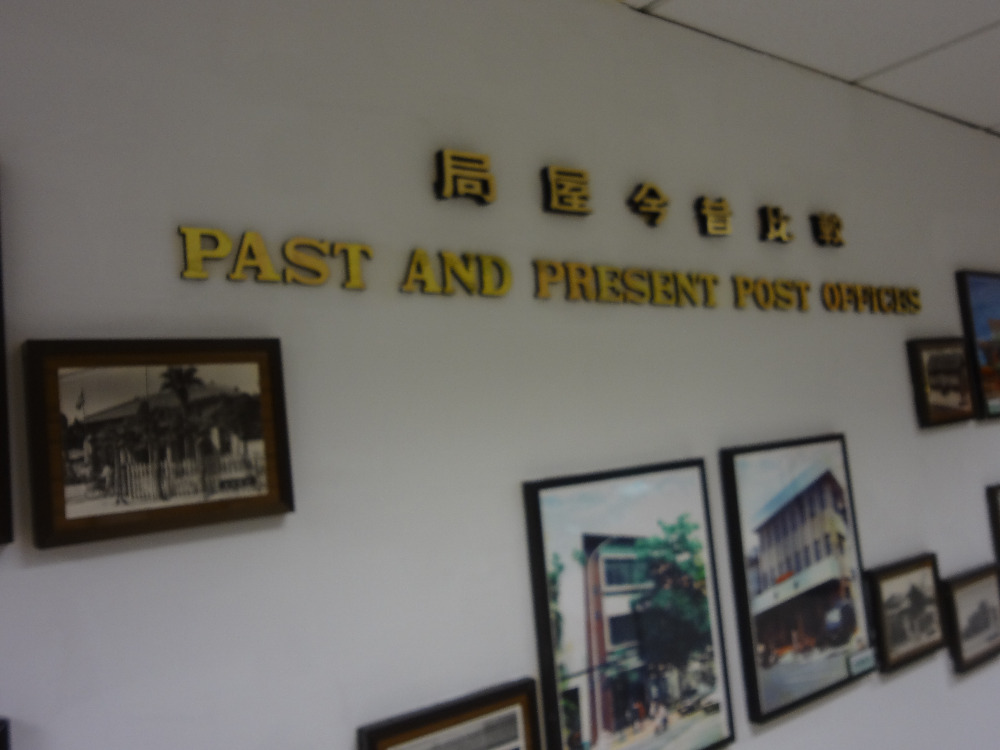 局屋今昔比較
PAST AND PRESENT POST OFFICES